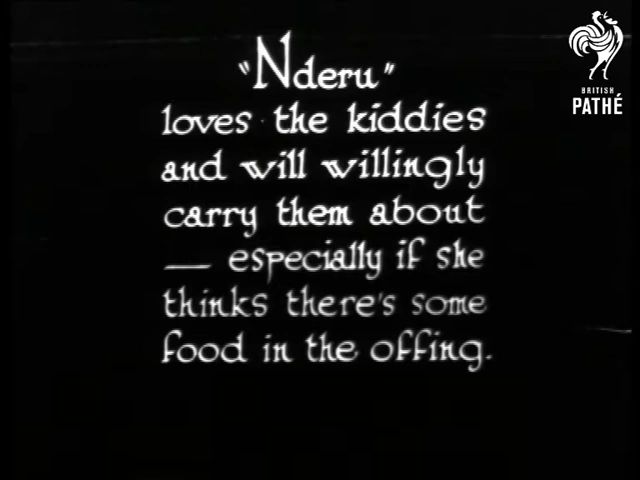 "Nderu"
loves the kiddies
and will willingly
carry them about
— especially if she
thinks there's some
food in the offing.
BRITISH
PATHÉ